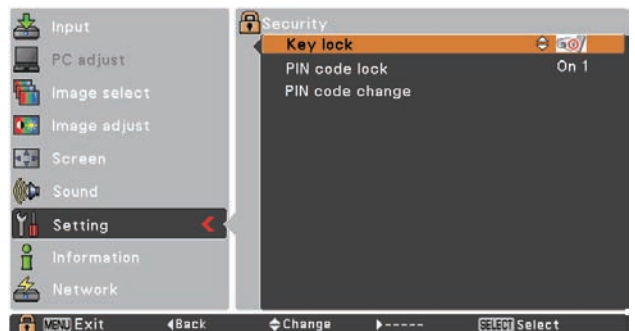 Input
PC adjust
Image select
Image adjust
Screen
Sound
Setting
Information
Network
Security
Key lock
PIN code lock On 1
PIN code change
MENU Exit Back Change ----- SELECT Select